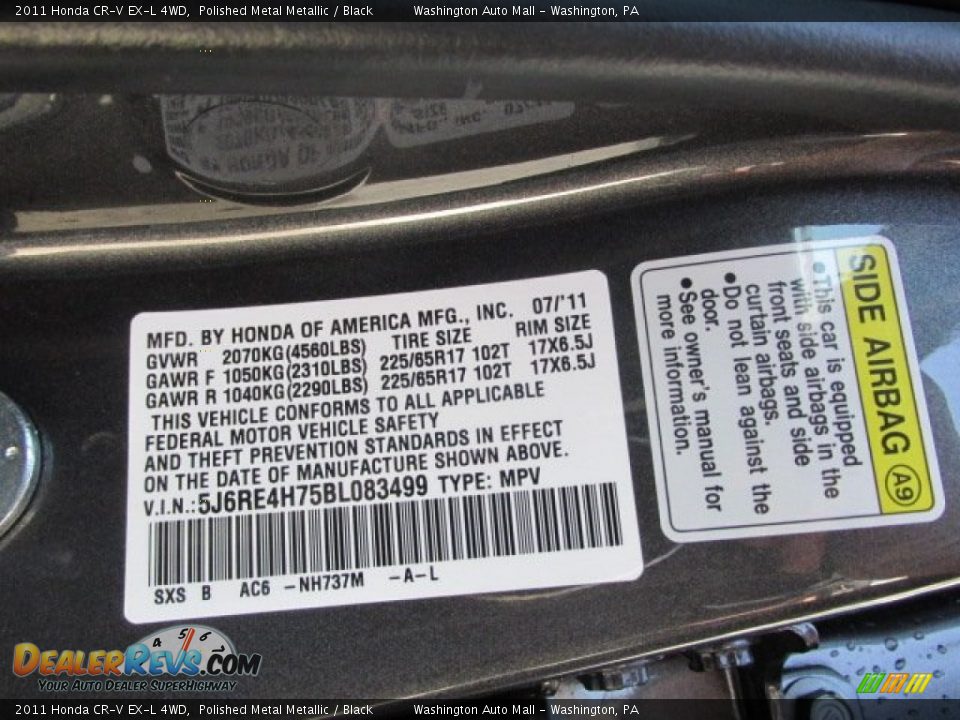 2011 Honda CR-V EX-L 4WD,  Polished Metal Metallic / Black        Washington Auto Mall - Washington, PA
MFD. BY HONDA OF AMERICA MFG., INC. 07/'11
GVWR 2070KG(4560LBS) TIRE SIZE RIM SIZE
GAWR F 1050KG(2310LBS) 225/65R17 102T 17X6.5J
GAWR R 1040KG(2290LBS) 225/65R17 102T 17X6.5J
THIS VEHICLE CONFORMS TO ALL APPLICABLE
FEDERAL MOTOR VEHICLE SAFETY
AND THEFT PREVENTION STANDARDS IN EFFECT
ON THE DATE OF MANUFACTURE SHOWN ABOVE.
V.I.N.:5J6RE4H75BL083499 TYPE: MPV
SXS B AC6 -NH737M -A-L
SIDE AIRBAG A9
●This car is equipped
with side airbags in the
front seats and side
curtain airbags.
●Do not lean against the
door.
●See owner's manual for
more information.
4 5 6
DEALERREVS.COM
YOUR AUTO DEALER SUPERHIGHWAY
2011 Honda CR-V EX-L 4WD,  Polished Metal Metallic / Black        Washington Auto Mall - Washington, PA